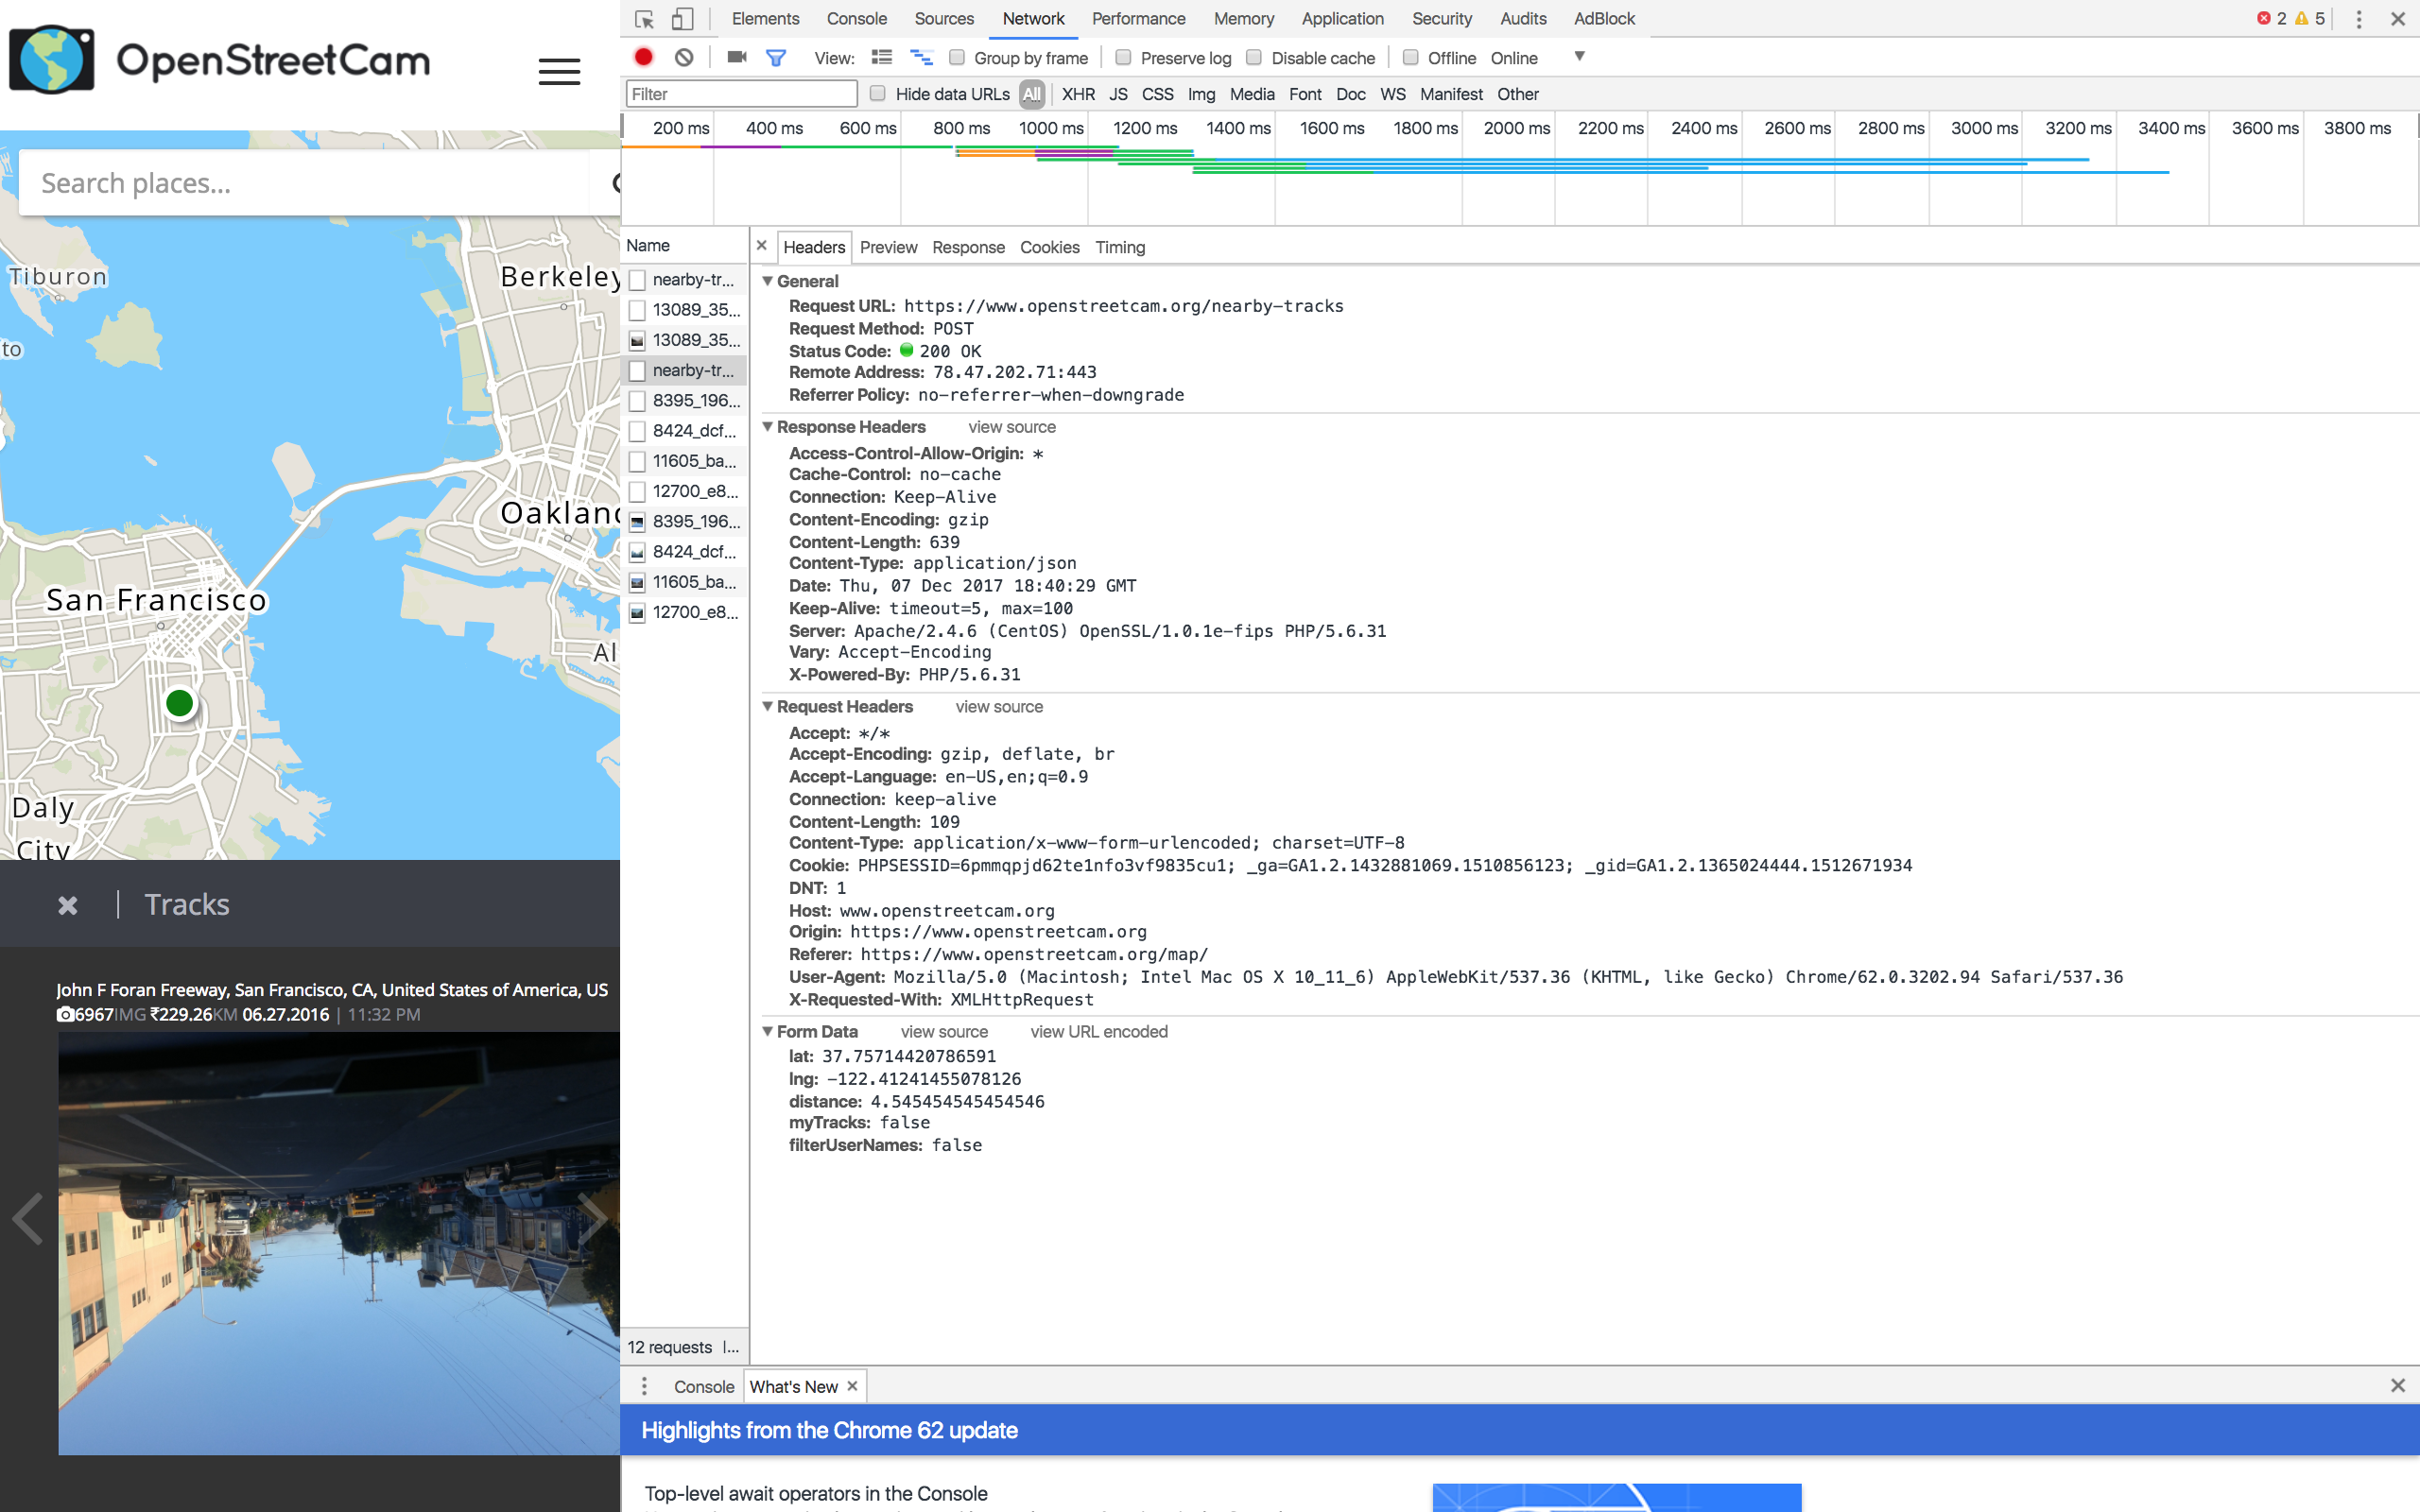 OpenStreetCam
Search places...
Tiburon
Berkeley
to
Oakland
San Francisco
Al
Daly
City
Tracks
John F Foran Freeway, San Francisco, CA, United States of America, US
6967IMG ₹229.26KM 06.27.2016 | 11:32 PM
Elements Console Sources Network Performance Memory Application Security Audits AdBlock 2 5
View: Group by frame Preserve log Disable cache Offline Online
Filter Hide data URLs All XHR JS CSS Img Media Font Doc WS Manifest Other
200 ms 400 ms 600 ms 800 ms 1000 ms 1200 ms 1400 ms 1600 ms 1800 ms 2000 ms 2200 ms 2400 ms 2600 ms 2800 ms 3000 ms 3200 ms 3400 ms 3600 ms 3800 ms
Name
nearby-tr...
13089_35...
13089_35...
nearby-tr...
8395_196...
8424_dcf...
11605_ba...
12700_e8...
8395_196...
8424_dcf...
11605_ba...
12700_e8...
12 requests |...
Headers Preview Response Cookies Timing
General
Request URL: https://www.openstreetcam.org/nearby-tracks
Request Method: POST
Status Code: 200 OK
Remote Address: 78.47.202.71:443
Referrer Policy: no-referrer-when-downgrade
Response Headers view source
Access-Control-Allow-Origin: *
Cache-Control: no-cache
Connection: Keep-Alive
Content-Encoding: gzip
Content-Length: 639
Content-Type: application/json
Date: Thu, 07 Dec 2017 18:40:29 GMT
Keep-Alive: timeout=5, max=100
Server: Apache/2.4.6 (CentOS) OpenSSL/1.0.1e-fips PHP/5.6.31
Vary: Accept-Encoding
X-Powered-By: PHP/5.6.31
Request Headers view source
Accept: */*
Accept-Encoding: gzip, deflate, br
Accept-Language: en-US,en;q=0.9
Connection: keep-alive
Content-Length: 109
Content-Type: application/x-www-form-urlencoded; charset=UTF-8
Cookie: PHPSESSID=6pmmqpjd62te1nfo3vf9835cu1; _ga=GA1.2.1432881069.1510856123; _gid=GA1.2.1365024444.1512671934
DNT: 1
Host: www.openstreetcam.org
Origin: https://www.openstreetcam.org
Referer: https://www.openstreetcam.org/map/
User-Agent: Mozilla/5.0 (Macintosh; Intel Mac OS X 10_11_6) AppleWebKit/537.36 (KHTML, like Gecko) Chrome/62.0.3202.94 Safari/537.36
X-Requested-With: XMLHttpRequest
Form Data view source view URL encoded
lat: 37.75714420786591
lng: -122.41241455078126
distance: 4.545454545454546
myTracks: false
filterUserNames: false
Console What's New
Highlights from the Chrome 62 update
Top-level await operators in the Console